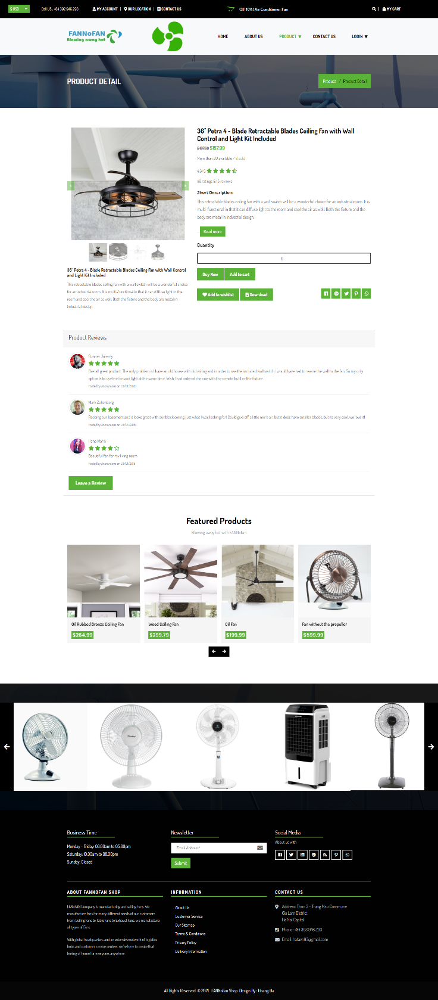 $ USD
Call US : +84 392 946 293
MY ACCOUNT | OUR LOCATION | CONTACT US
Off 10%! Air Conditioner Fan
| MY CART
FANNoFAN
Blowing away hot
HOME
ABOUT US
PRODUCT
CONTACT US
LOGIN
PRODUCT DETAIL
Product / Product Detail
36" Petra 4 - Blade Retractable Blades Ceiling Fan with Wall
Control and Light Kit Included
$157.99
More than 20 available / 8 sold
4.6/5
46 ratings & 15 reviews
Short Description:
This retractable blades ceiling fan with a wall switch will be a wonderful choice for an industrial room. It is
multi-functional in that it can diffuse light to the room and cool the air as well. Both the fixture and the
body are metal in industrial design.
Read more
Quantity
0
Buy Now
Add to cart
Add to wishlist
Download
36" Petra 4 - Blade Retractable Blades Ceiling Fan with Wall Control
and Light Kit Included
This retractable blades ceiling fan with a wall switch will be a wonderful choice
for an industrial room. It is multi-functional in that it can diffuse light to the
room and cool the air as well. Both the fixture and the body are metal in
industrial design.
Product Reviews
Gunner Jeremy
Overall great product. The only problem is I have an old house with old wiring and in order to use the included wall switch I would have had to rewire the wall to the fan. So my only
option is to use the fan and light at the same time. Wish I had ordered the one with the remote but live the fixture
Posted by Anonymous on 03/01/2020
Mark Zukenberg
Redoing our basement and it looks great with our black ceiling, just what I was looking for! Could give off a little more air, but it does have smaller blades, but its very cool, we love it!
Posted by Anonymous on 03/05/2019
Hana Marie
Beautiful fan for my living room
Posted by Anonymous on 03/01/2018
Leave a Review
Featured Products
Blowing away hot with FANNofan
Oil Rubbed Bronze Ceiling Fan
$264.99
Wood Ceiling Fan
$299.79
Oil Fan
$199.99
Fan without the propeller
$599.99
Business Time
Monday - Friday: 08.00am to 05.00pm
Saturday: 10.00am to 08.00pm
Sunday: Closed
Newsletter
Email Address*
Submit
Social Media
About us with
ABOUT FANNOFAN SHOP
FANoFAN Company is manufacturing and selling Fans. We
manufacture fans for many different needs of our customers.
From Ceiling Fans to Table Fans to Exhaust Fans, we manufacture
all types of Fans.
With global headquarters and an extensive network of logistics
hubs and customer service centers, we're here to create that
feeling of home for everyone, anywhere.
INFORMATION
About Us
Customer Service
Our Sitemap
Terms & Conditions
Privacy Policy
Delivery Information
CONTACT US
Address: Thon 3 - Trung Mau Commune
Gia Lam District
Ha Noi Capital
Phone: +84 393 946 293
Email: hatavn83@gmail.com
All Rights Reserved. © 2021 FANNoFan Shop Design By : Hoang Ha